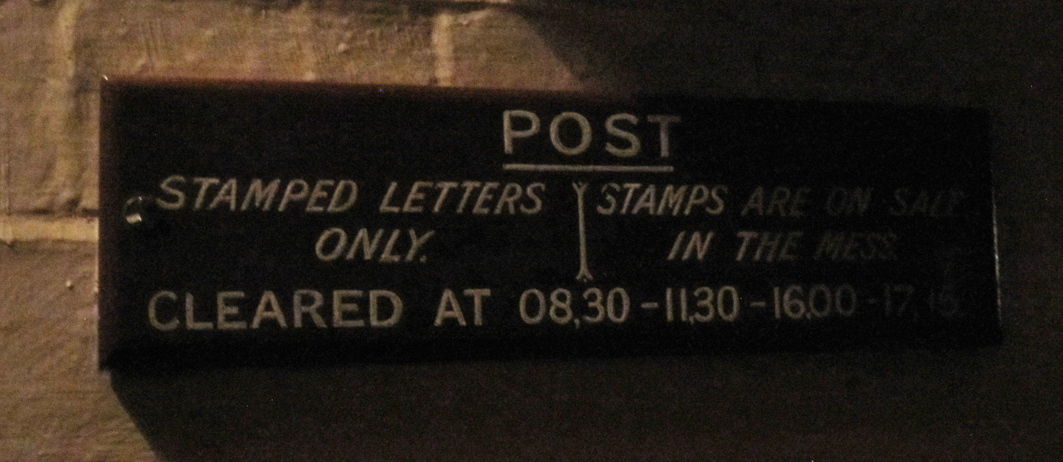 POST
STAMPED LETTERS
ONLY.
STAMPS ARE ON SALE
IN THE MESS.
CLEARED AT 08,30 - 11,30 - 16.00 - 17,15.